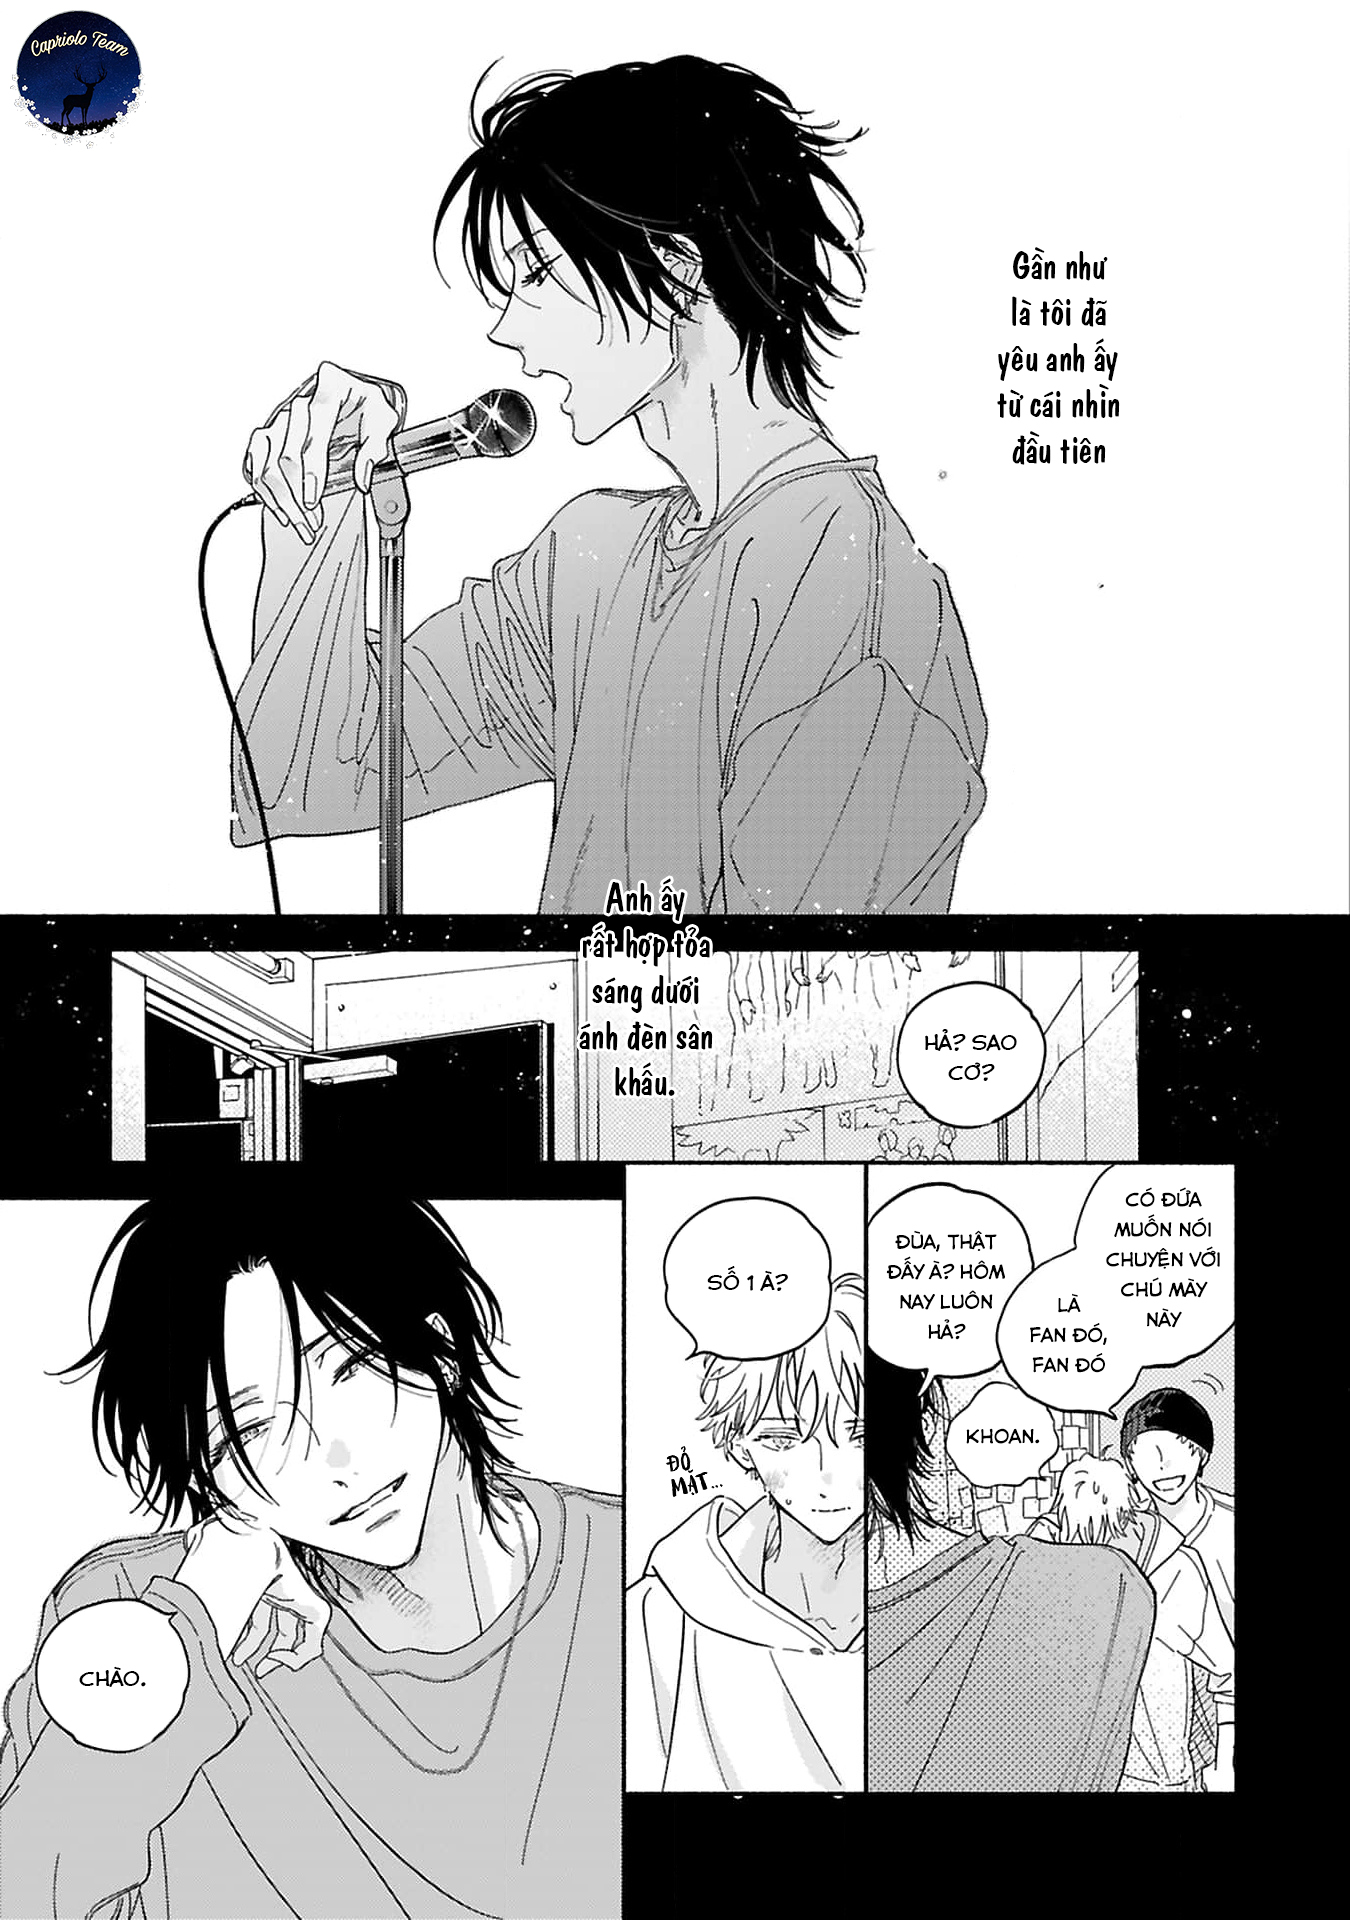 Capriolo Team
Gần như
là tôi đã
yêu anh ấy
từ cái nhìn
đầu tiên
Anh ấy
rất hợp tỏa
sáng dưới
ánh đèn sân
khấu.
HẢ? SAO
CƠ?
CÓ ĐỨA
MUỐN NÓI
CHUYỆN VỚI
CHÚ MÀY
NÀY
LÀ
FAN ĐÓ,
FAN ĐÓ
ĐÙA, THẬT
ĐẤY À? HÔM
NAY LUÔN
HẢ?
KHOAN.
SỐ 1 À?
ĐỎ
MẶT...
CHÀO.